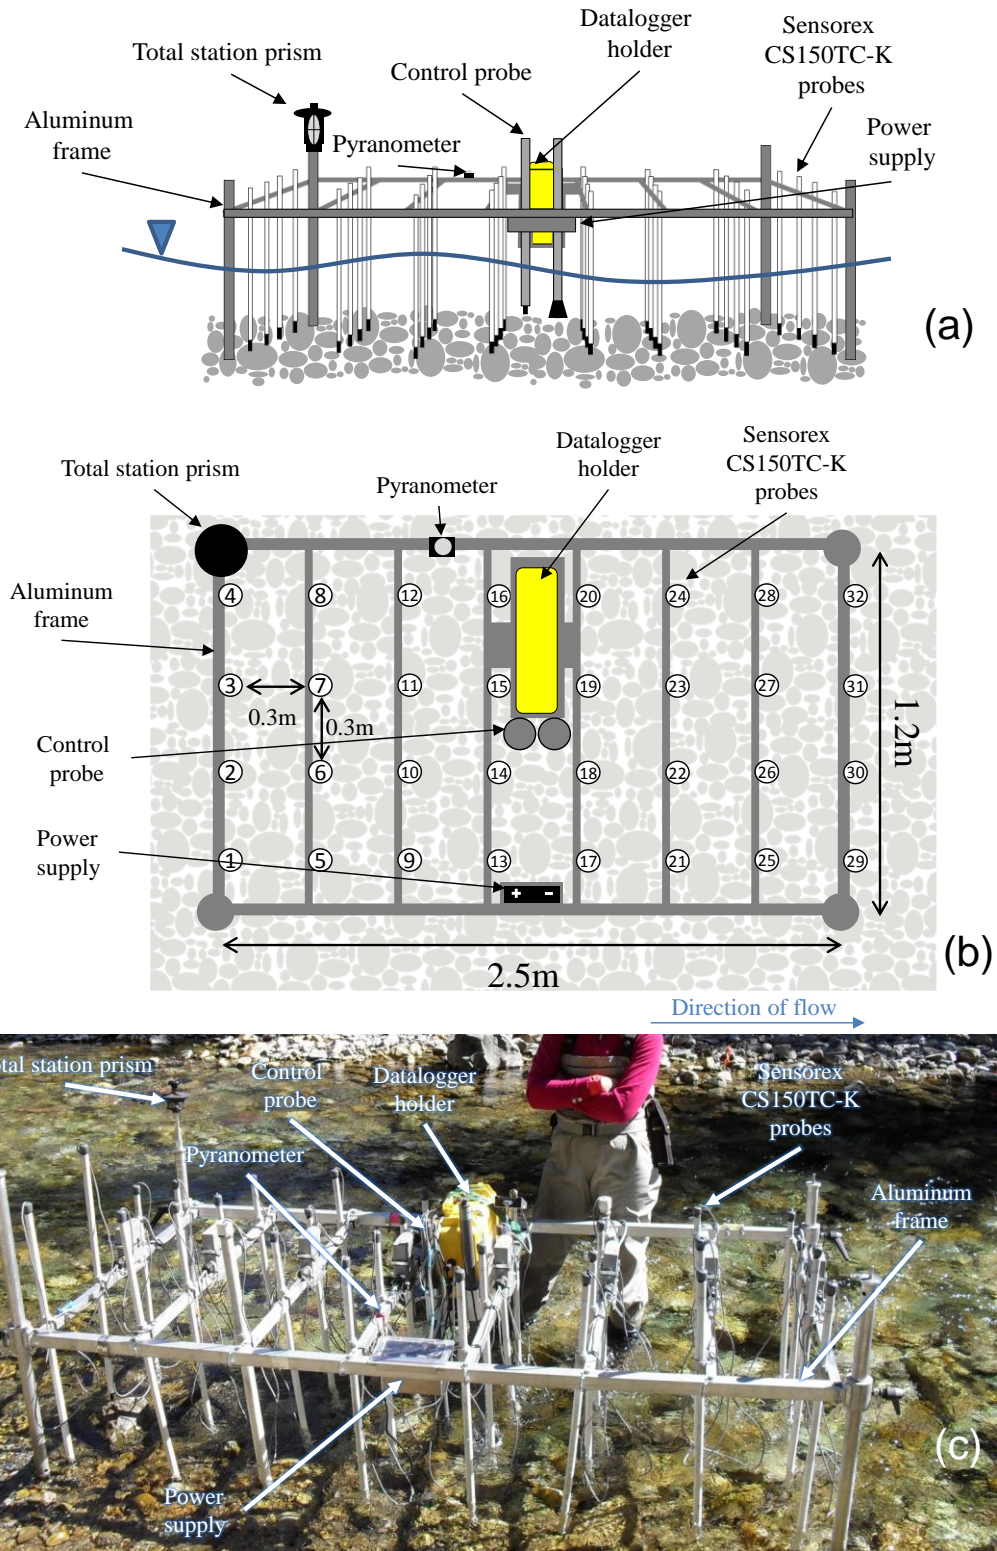 Datalogger
holder
Sensorex
CS150TC-K
probes
Total station prism
Control probe
Aluminum
frame
Pyranometer
Power
supply
(a)
Datalogger
holder
Sensorex
CS150TC-K
probes
Total station prism
Pyranometer
Aluminum
frame
4 8 12 16 20 24 28 32
3 7 11 15 19 23 27 31
0.3m
0.3m
1.2m
Control
probe
2 6 10 14 18 22 26 30
Power
supply
1 5 9 13 17 21 25 29
+ -
2.5m
(b)
Direction of flow
tal station prism
Control
probe
Datalogger
holder
Sensorex
CS150TC-K
probes
Pyranometer
Aluminum
frame
(c)
Power
supply